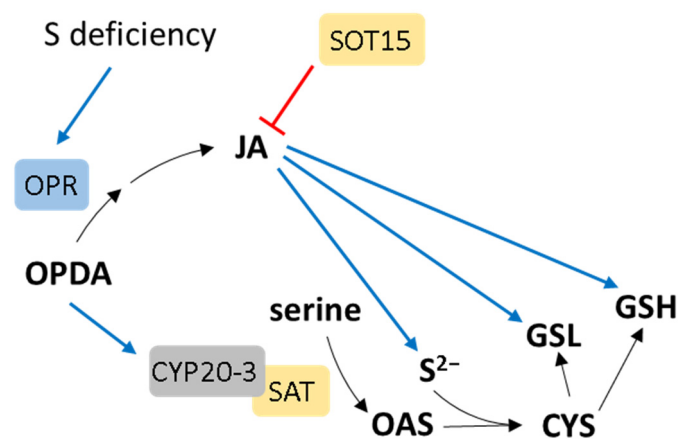 S deficiency
SOT15
JA
OPR
OPDA
serine
GSH
GSL
CYP20-3
SAT
S²⁻
OAS
CYS